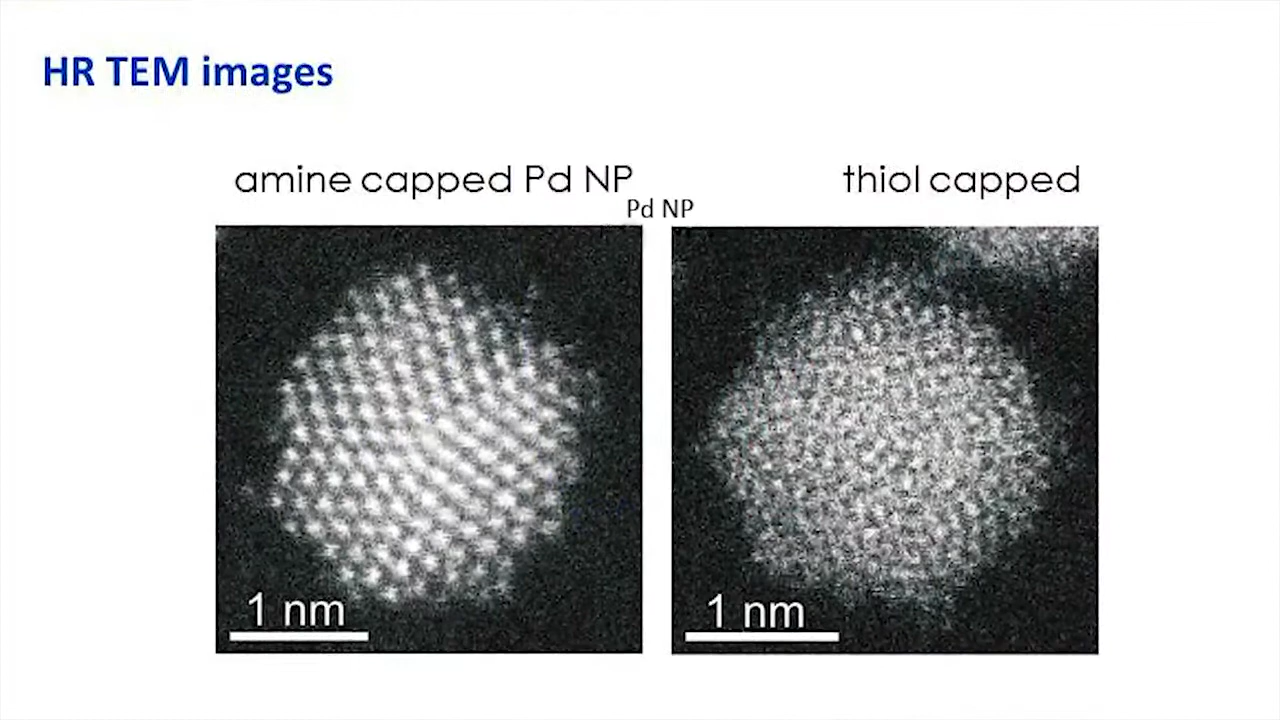 HR TEM images
amine capped Pd NP
thiol capped
Pd NP
1 nm
1 nm